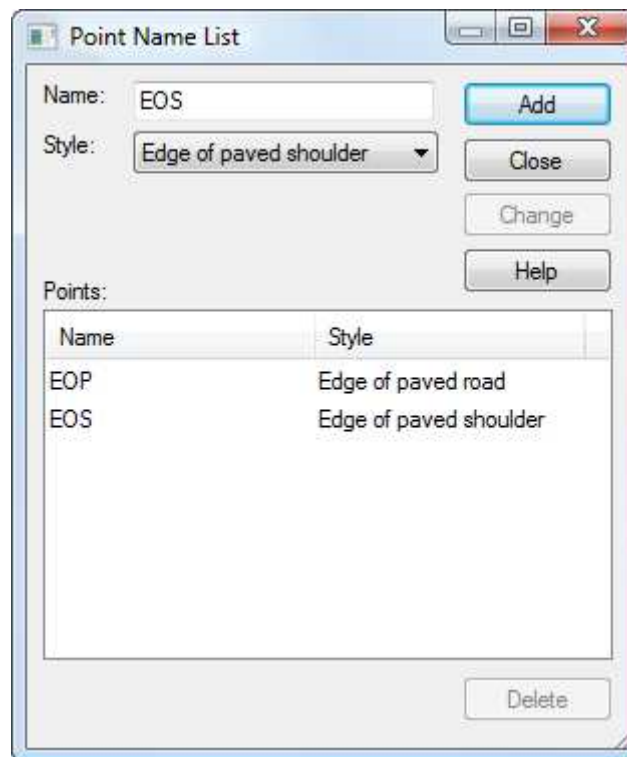 Point Name List
Name: EOS Add
Style: Edge of paved shoulder Close
Change
Help
Points:
Name Style
EOP Edge of paved road
EOS Edge of paved shoulder
Delete